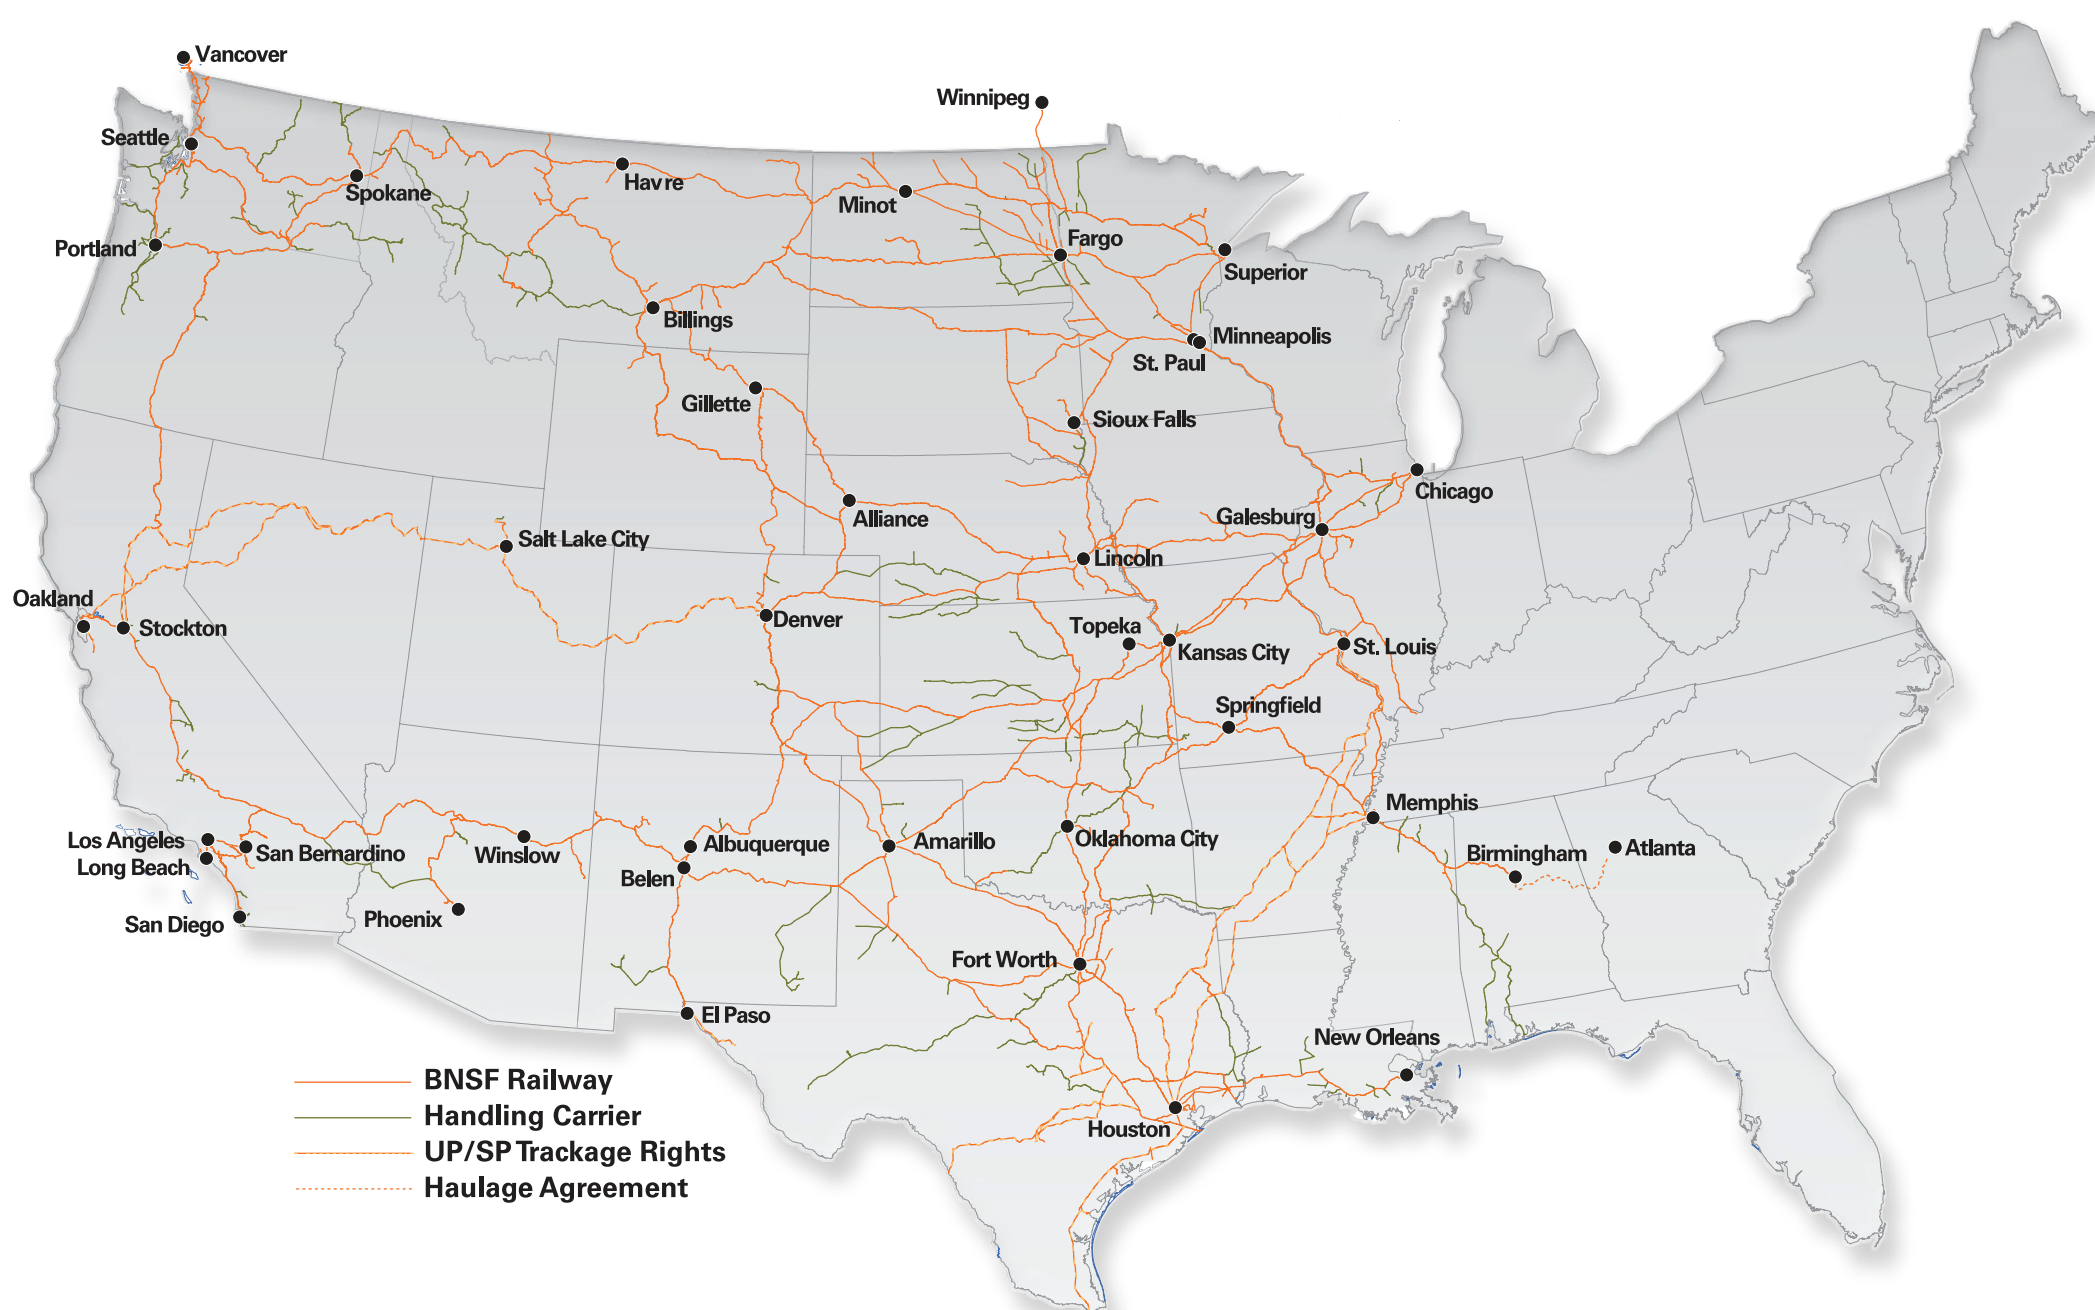 Vancover
Winnipeg
Seattle
Spokane
Havre
Minot
Portland
Fargo
Superior
Billings
Minneapolis
St. Paul
Gillette
Sioux Falls
Chicago
Alliance
Galesburg
Salt Lake City
Lincoln
Oakland
Stockton
Denver
Topeka
Kansas City
St. Louis
Springfield
Memphis
Los Angeles
Long Beach
San Bernardino
Winslow
Albuquerque
Belen
Amarillo
Oklahoma City
Birmingham
Atlanta
San Diego
Phoenix
Fort Worth
El Paso
New Orleans
Houston
BNSF Railway
Handling Carrier
UP/SP Trackage Rights
Haulage Agreement